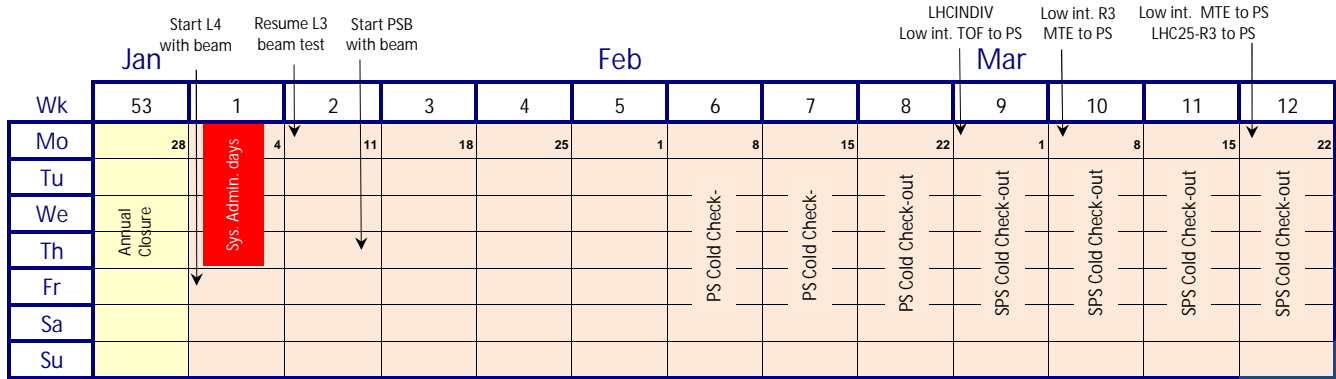 Start L4
with beam
Resume L3
beam test
Start PSB
with beam
LHCINDIV
Low int. TOF to PS
Low int. R3
MTE to PS
Low int. MTE to PS
LHC25-R3 to PS
Jan Feb Mar
Wk 53 1 2 3 4 5 6 7 8 9 10 11 12
Mo 28 4 11 18 25 1 8 15 22 1 8 15 22
Tu
We
Th
Fr
Sa
Su
Annual
Closure
Sys. Admin. days
PS Cold Check-
PS Cold Check-
PS Cold Check-out
SPS Cold Check-out
SPS Cold Check-out
SPS Cold Check-out
SPS Cold Check-out